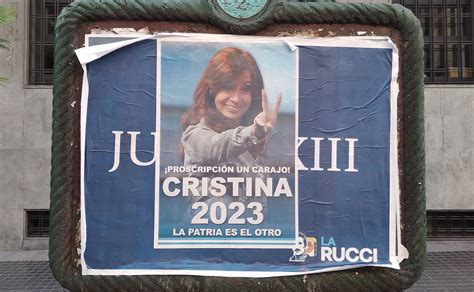 JU XIII
¡PROSCRIPCIÓN UN CARAJO!
CRISTINA
2023
LA PATRIA ES EL OTRO
LA
RUCCI